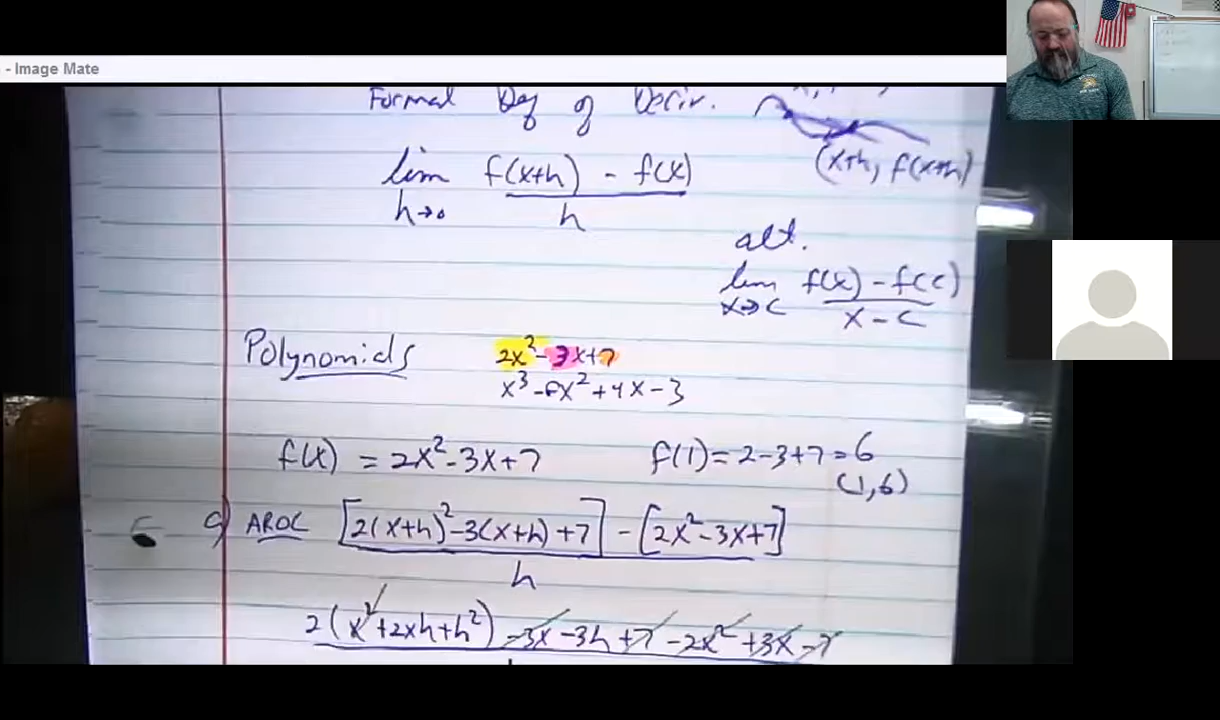 - Image Mate
Formal Def of Deriv.
(x+h, f(x+h))
lim h→0 f(x+h) - f(x) / h
alt.
lim x→c f(x) - f(c) / x - c
Polynomials 2x² - 3x + 7
x³ - 8x² + 4x - 3
f(x) = 2x² - 3x + 7 f(1) = 2 - 3 + 7 = 6
(1,6)
AROC [2(x+h)² - 3(x+h) + 7] - [2x² - 3x + 7]
h
2(x² + 2xh + h²) - 3x - 3h + 7 - 2x² + 3x - 7